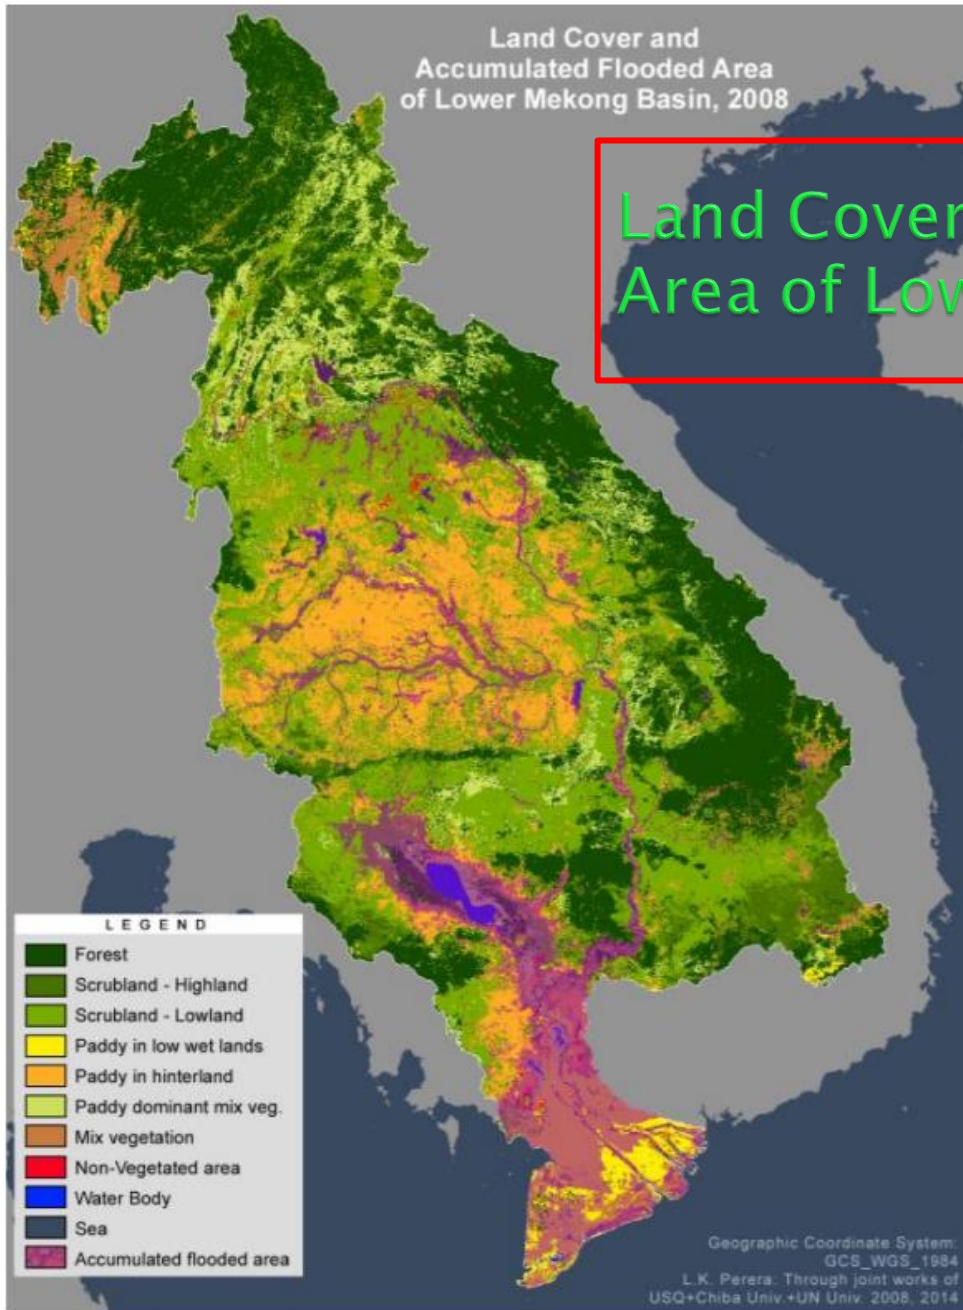 Land Cover and
Accumulated Flooded Area
of Lower Mekong Basin, 2008
Land Cover
Area of Low
L E G E N D
Forest
Scrubland - Highland
Scrubland - Lowland
Paddy in low wet lands
Paddy in hinterland
Paddy dominant mix veg.
Mix vegetation
Non-Vegetated area
Water Body
Sea
Accumulated flooded area
Geographic Coordinate System:
GCS_WGS_1984
L.K. Perera: Through joint works of
USQ+Chiba Univ.+UN Univ. 2008, 2014